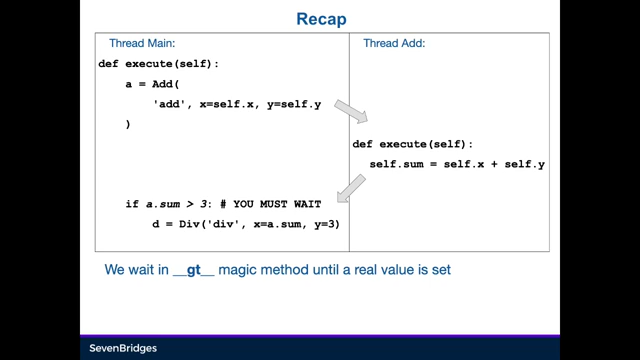 Recap
Thread Main:
def execute(self):
a = Add(
'add', x=self.x, y=self.y
)
if a.sum > 3: # YOU MUST WAIT
d = Div('div', x=a.sum, y=3)
Thread Add:
def execute(self):
self.sum = self.x + self.y
We wait in __gt__ magic method until a real value is set
SevenBridges